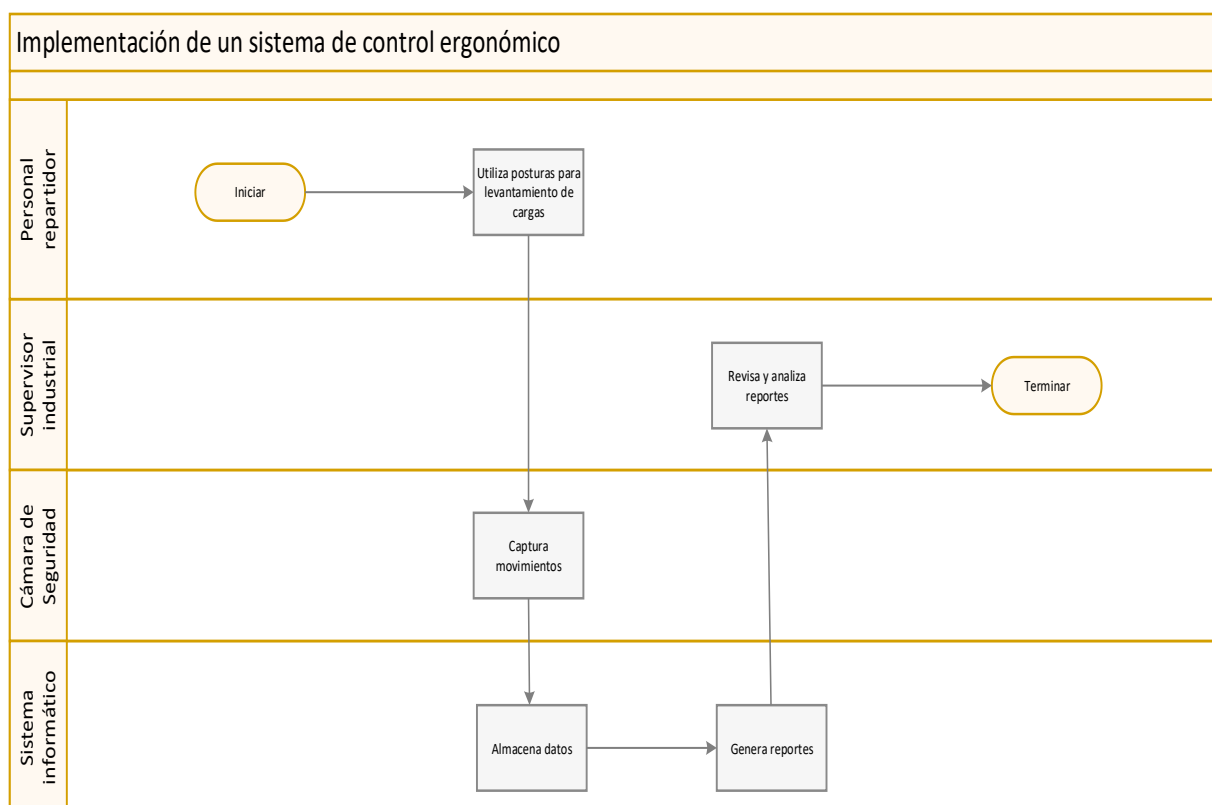 Implementación de un sistema de control ergonómico
Personal
repartidor
Iniciar
Utiliza posturas para
levantamiento de
cargas
Supervisor
industrial
Revisa y analiza
reportes
Terminar
Cámara de
Seguridad
Captura
movimientos
Sistema
informático
Almacena datos
Genera reportes